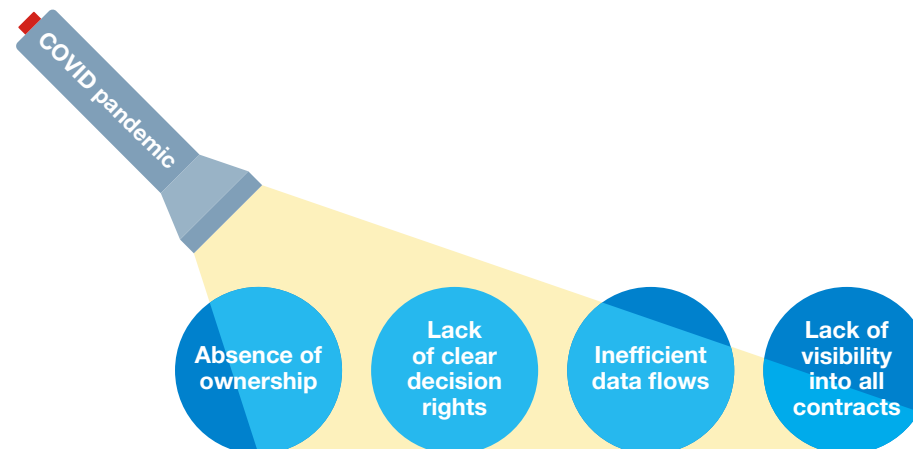 COVID pandemic
Absence of
ownership
Lack
of clear
decision
rights
Inefficient
data flows
Lack of
visibility
into all
contracts